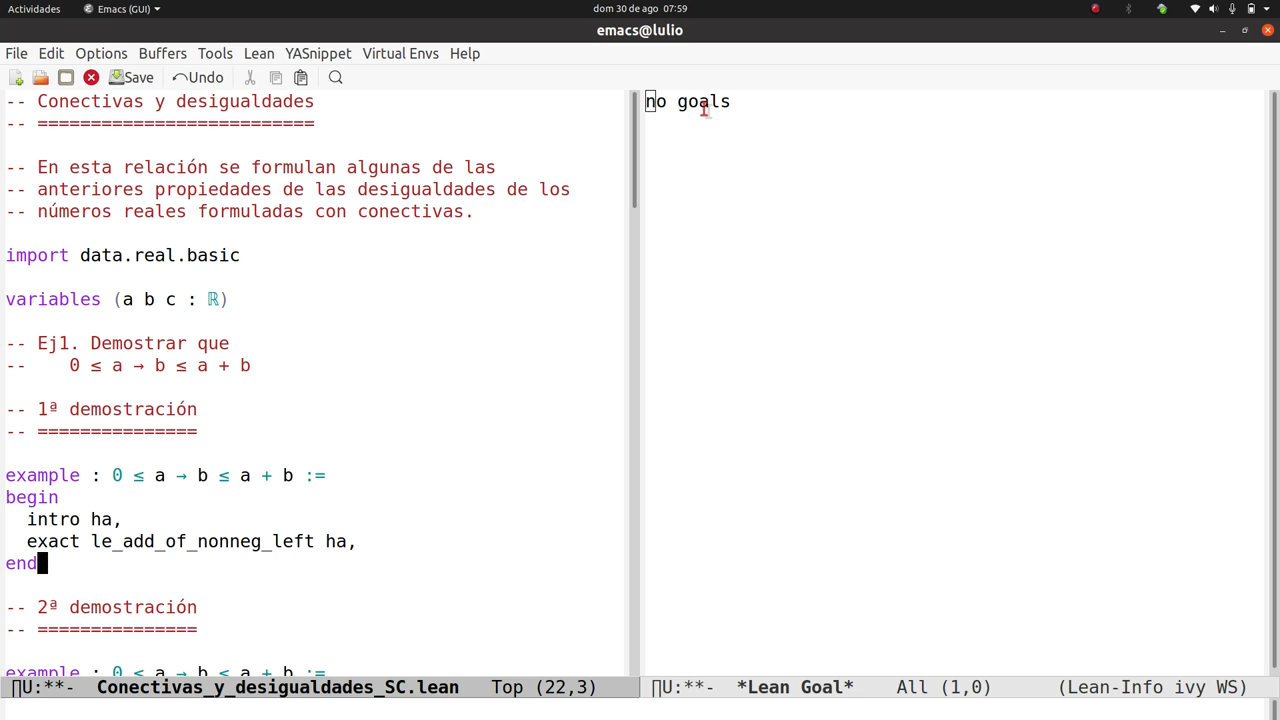 Actividades Emacs (GUI) dom 30 de ago 07:59
emacs@lulio
File Edit Options Buffers Tools Lean YASnippet Virtual Envs Help
Save Undo
-- Conectivas y desigualdades
-- ==========================
-- En esta relación se formulan algunas de las
-- anteriores propiedades de las desigualdades de los
-- números reales formuladas con conectivas.
import data.real.basic
variables (a b c : ℝ)
-- Ej1. Demostrar que
--    0 ≤ a → b ≤ a + b
-- 1ª demostración
-- ===============
example : 0 ≤ a → b ≤ a + b :=
begin
  intro ha,
  exact le_add_of_nonneg_left ha,
end
-- 2ª demostración
-- ===============
example : 0 ≤ a → b ≤ a + b :=
∏U:**-  Conectivas_y_desigualdades_SC.lean   Top (22,3)
no goals
∏U:**-  *Lean Goal*    All (1,0)      (Lean-Info ivy WS)